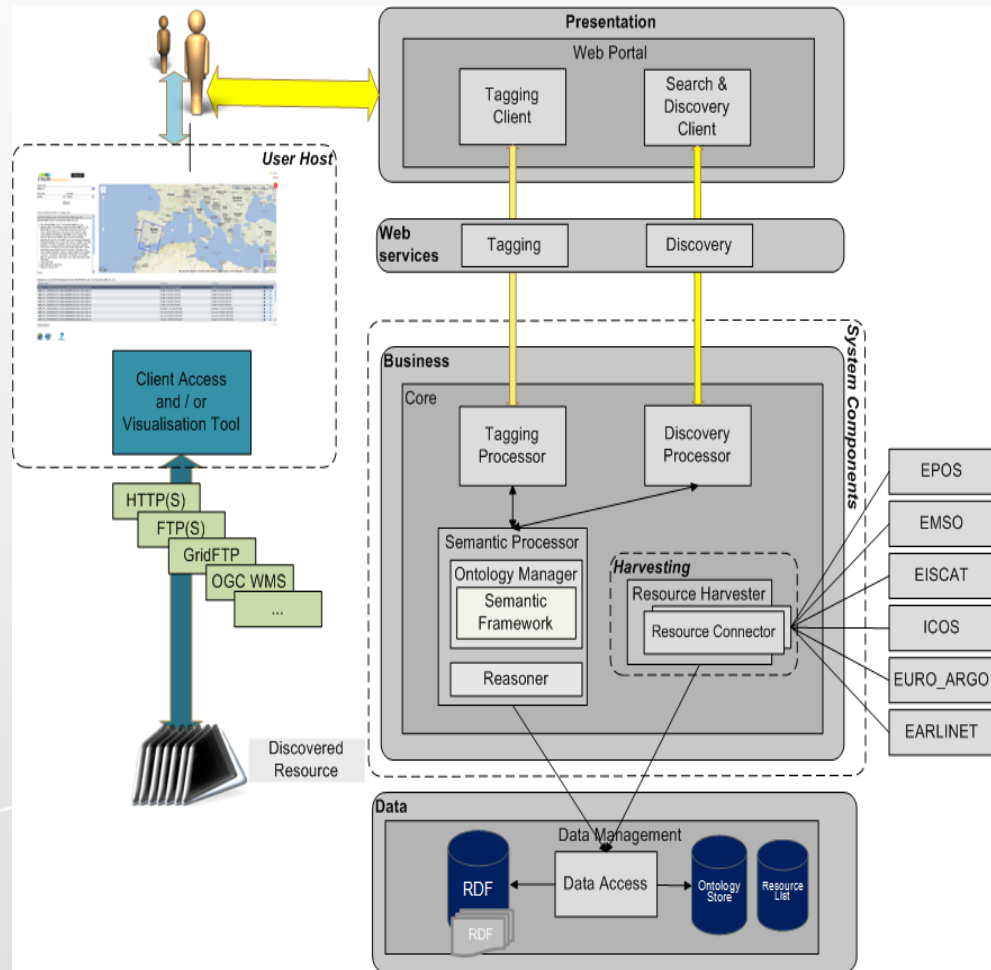 Presentation
Web Portal
Tagging
Client
Search &
Discovery
Client
User Host
Web
services
Tagging
Discovery
Client Access
and / or
Visualisation Tool
HTTP(S)
FTP(S)
GridFTP
OGC WMS
...
Discovered
Resource
System Components
Business
Core
Tagging
Processor
Discovery
Processor
Semantic Processor
Ontology Manager
Semantic
Framework
Reasoner
Harvesting
Resource Harvester
Resource Connector
EPOS
EMSO
EISCAT
ICOS
EURO_ARGO
EARLINET
Data
Data Management
RDF
RDF
Data Access
Ontology
Store
Resource
List